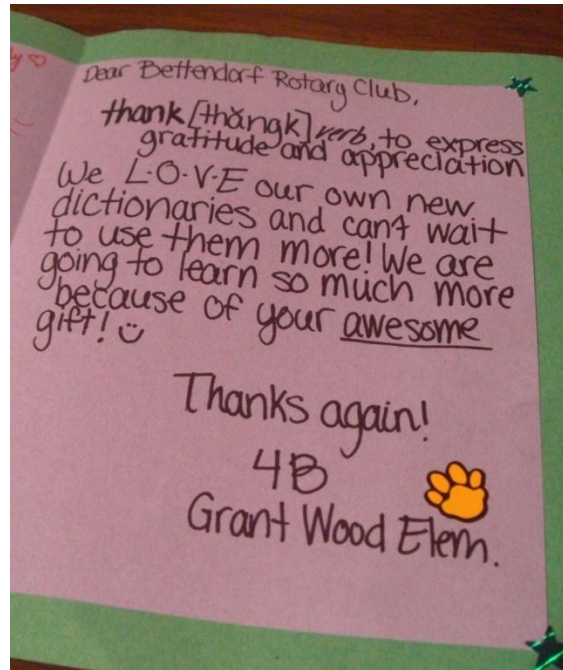 Dear Bettendorf Rotary Club,
thank [thăngk] verb, to express
gratitude and appreciation
We L·O·V·E our own new
dictionaries and can't wait
to use them more! We are
going to learn so much more
because of your awesome
gift! ☺
Thanks again!
4B
Grant Wood Elem.